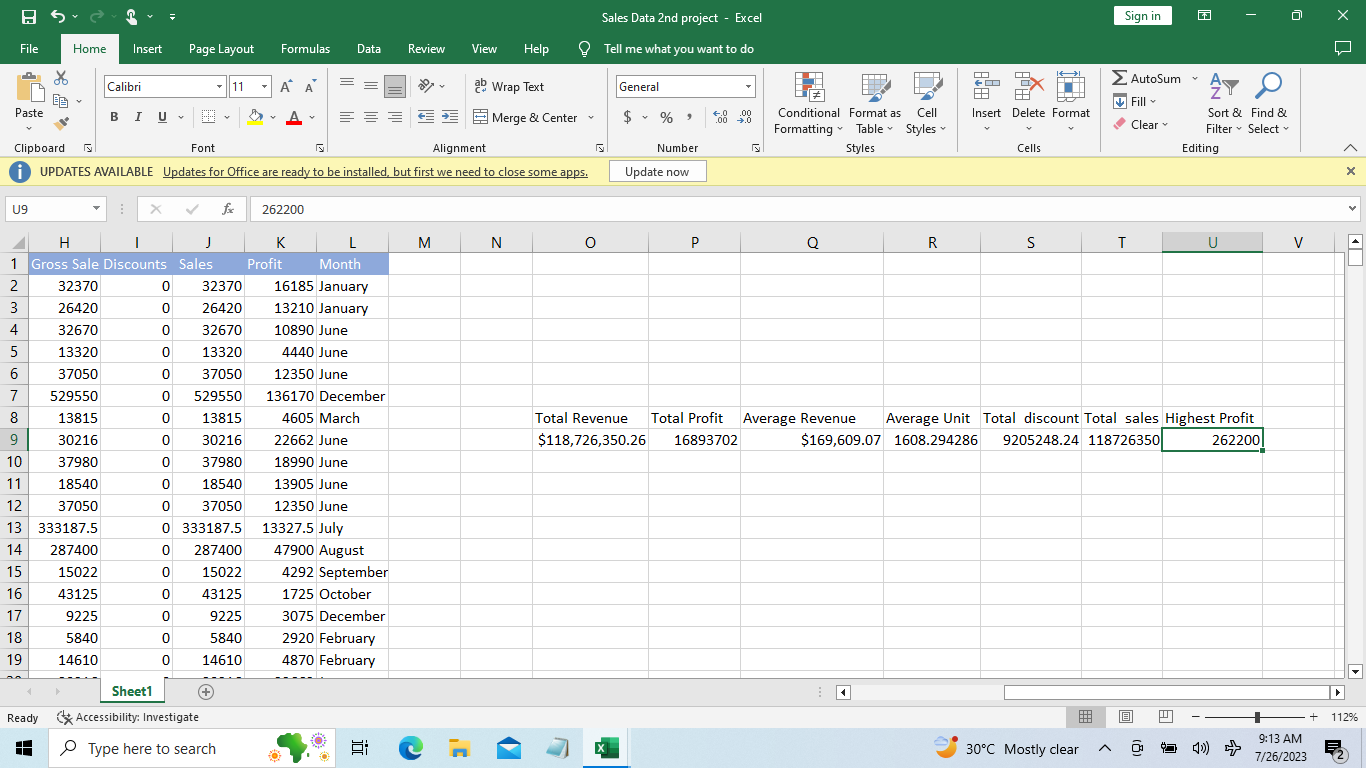 Sales Data 2nd project - Excel
Sign in
File Home Insert Page Layout Formulas Data Review View Help Tell me what you want to do
Paste
Clipboard
Calibri 11
B I U A
Font
ab Wrap Text
Merge & Center
Alignment
General
$ % ,
Number
Conditional Formatting
Format as Table
Cell Styles
Styles
Insert Delete Format
Cells
AutoSum
Fill
Clear
Sort & Filter
Find & Select
Editing
UPDATES AVAILABLE Updates for Office are ready to be installed, but first we need to close some apps. Update now
U9 fx 262200
H I J K L M N O P Q R S T U V
1 Gross Sale Discounts Sales Profit Month
2 32370 0 32370 16185 January
3 26420 0 26420 13210 January
4 32670 0 32670 10890 June
5 13320 0 13320 4440 June
6 37050 0 37050 12350 June
7 529550 0 529550 136170 December
8 13815 0 13815 4605 March Total Revenue Total Profit Average Revenue Average Unit Total discount Total sales Highest Profit
9 30216 0 30216 22662 June $118,726,350.26 16893702 $169,609.07 1608.294286 9205248.24 118726350 262200
10 37980 0 37980 18990 June
11 18540 0 18540 13905 June
12 37050 0 37050 12350 June
13 333187.5 0 333187.5 13327.5 July
14 287400 0 287400 47900 August
15 15022 0 15022 4292 September
16 43125 0 43125 1725 October
17 9225 0 9225 3075 December
18 5840 0 5840 2920 February
19 14610 0 14610 4870 February
Sheet1
Ready Accessibility: Investigate 112%
Type here to search
30°C Mostly clear
9:13 AM
7/26/2023
2